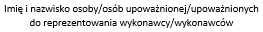 Imię i nazwisko osoby/osób upoważnionej/upoważnionych
do reprezentowania wykonawcy/wykonawców